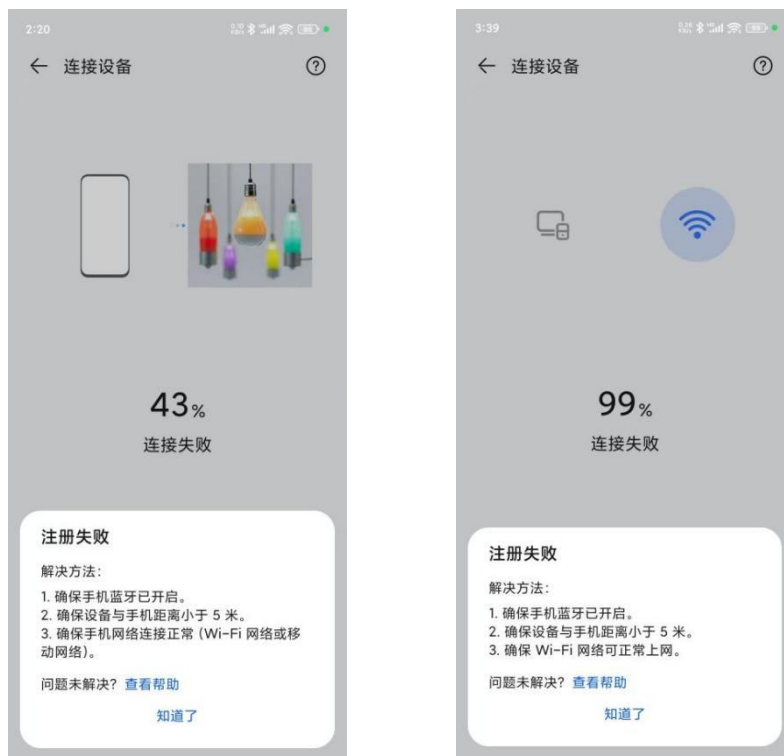 2:20
连接设备
43%
连接失败
注册失败
解决方法：
1. 确保手机蓝牙已开启。
2. 确保设备与手机距离小于 5 米。
3. 确保手机网络连接正常 (Wi-Fi 网络或移
动网络)。
问题未解决？ 查看帮助
知道了
3:39
连接设备
99%
连接失败
注册失败
解决方法：
1. 确保手机蓝牙已开启。
2. 确保设备与手机距离小于 5 米。
3. 确保 Wi-Fi 网络可正常上网。
问题未解决？ 查看帮助
知道了